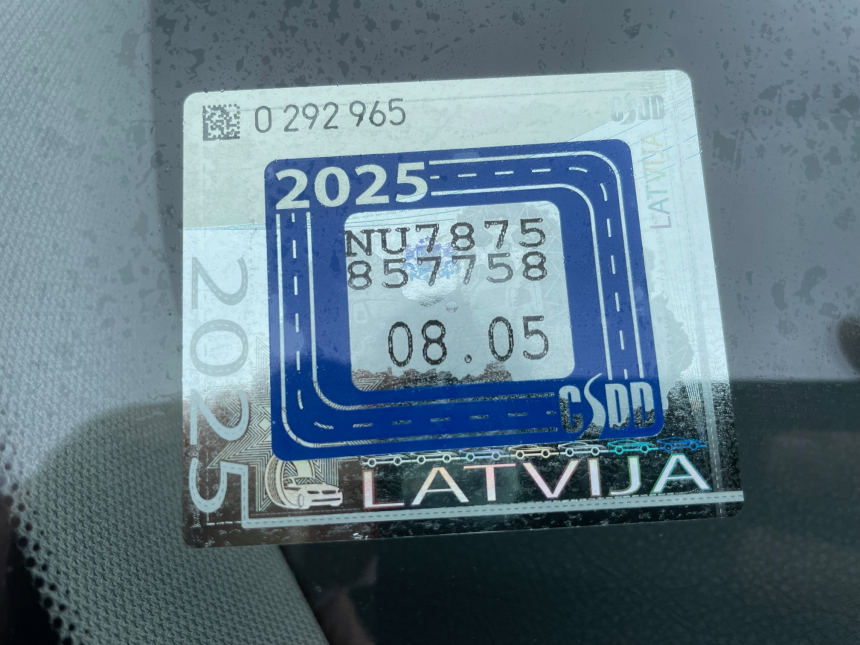 0 292 965
CSDD
LATVIJA
2025
NU7875
857758
08.05
2025
CSDD
LATVIJA